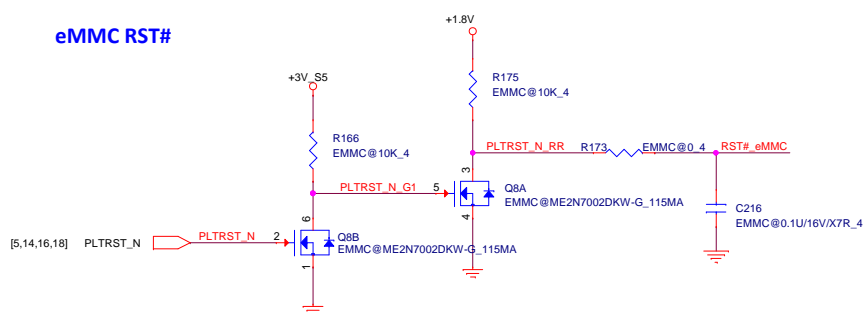 eMMC RST#
+1.8V
+3V_S5
R175
EMMC@10K_4
R166
EMMC@10K_4
PLTRST_N_RR
R173
EMMC@0_4
RST#_eMMC
3
PLTRST_N_G1
5
Q8A
EMMC@ME2N7002DKW-G_115MA
4
C216
EMMC@0.1U/16V/X7R_4
6
[5,14,16,18]
PLTRST_N
PLTRST_N
2
Q8B
EMMC@ME2N7002DKW-G_115MA
1